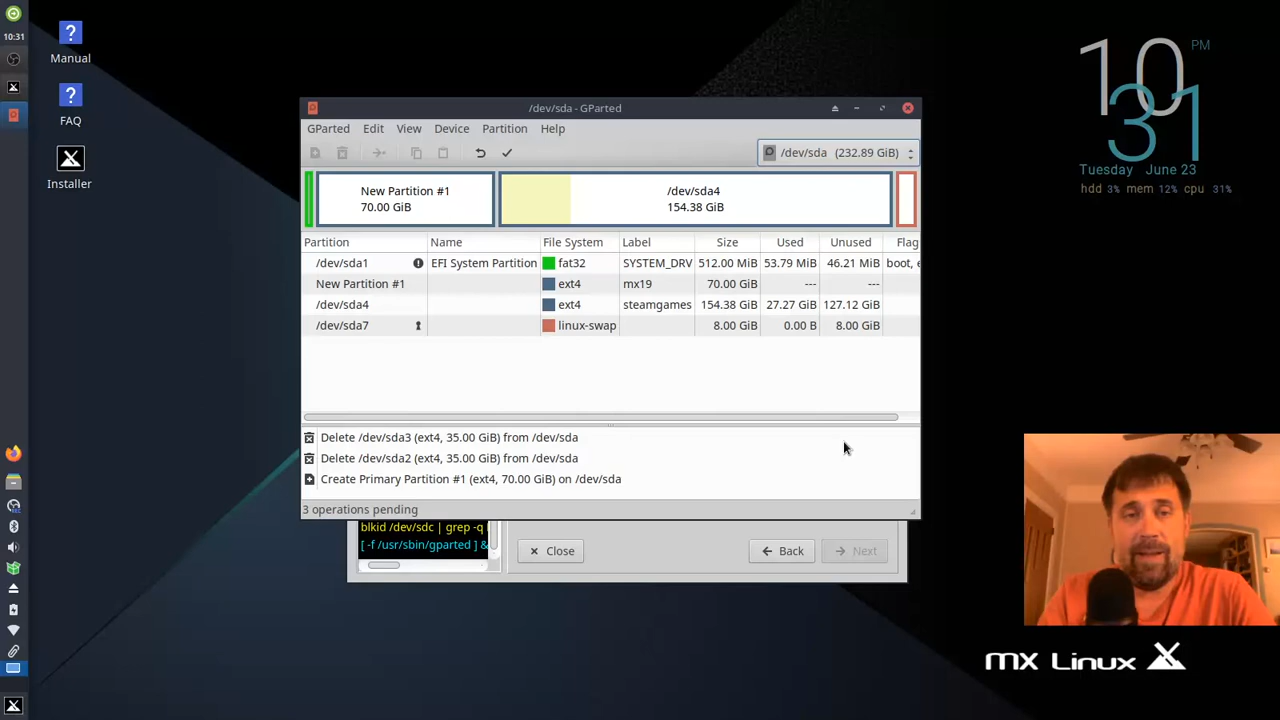 10:31
Manual
FAQ
Installer
/dev/sda - GParted
GParted Edit View Device Partition Help
/dev/sda (232.89 GiB)
New Partition #1
70.00 GiB
/dev/sda4
154.38 GiB
Partition Name File System Label Size Used Unused Flag
/dev/sda1 EFI System Partition fat32 SYSTEM_DRV 512.00 MiB 53.79 MiB 46.21 MiB boot, e
New Partition #1 ext4 mx19 70.00 GiB --- ---
/dev/sda4 ext4 steamgames 154.38 GiB 27.27 GiB 127.12 GiB
/dev/sda7 linux-swap 8.00 GiB 0.00 B 8.00 GiB
Delete /dev/sda3 (ext4, 35.00 GiB) from /dev/sda
Delete /dev/sda2 (ext4, 35.00 GiB) from /dev/sda
Create Primary Partition #1 (ext4, 70.00 GiB) on /dev/sda
3 operations pending
blkid /dev/sdc | grep -q
[ -f /usr/sbin/gparted ] &
Close Back Next
10 PM
31
Tuesday June 23
hdd 3% mem 12% cpu 31%
MX Linux